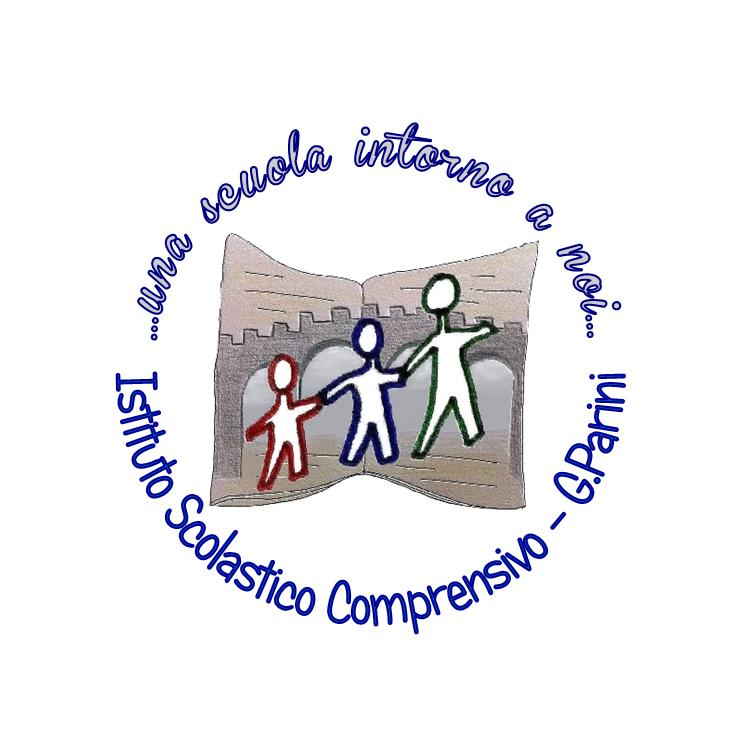 ...una scuola intorno a noi...
Istituto Scolastico Comprensivo - G.Parini